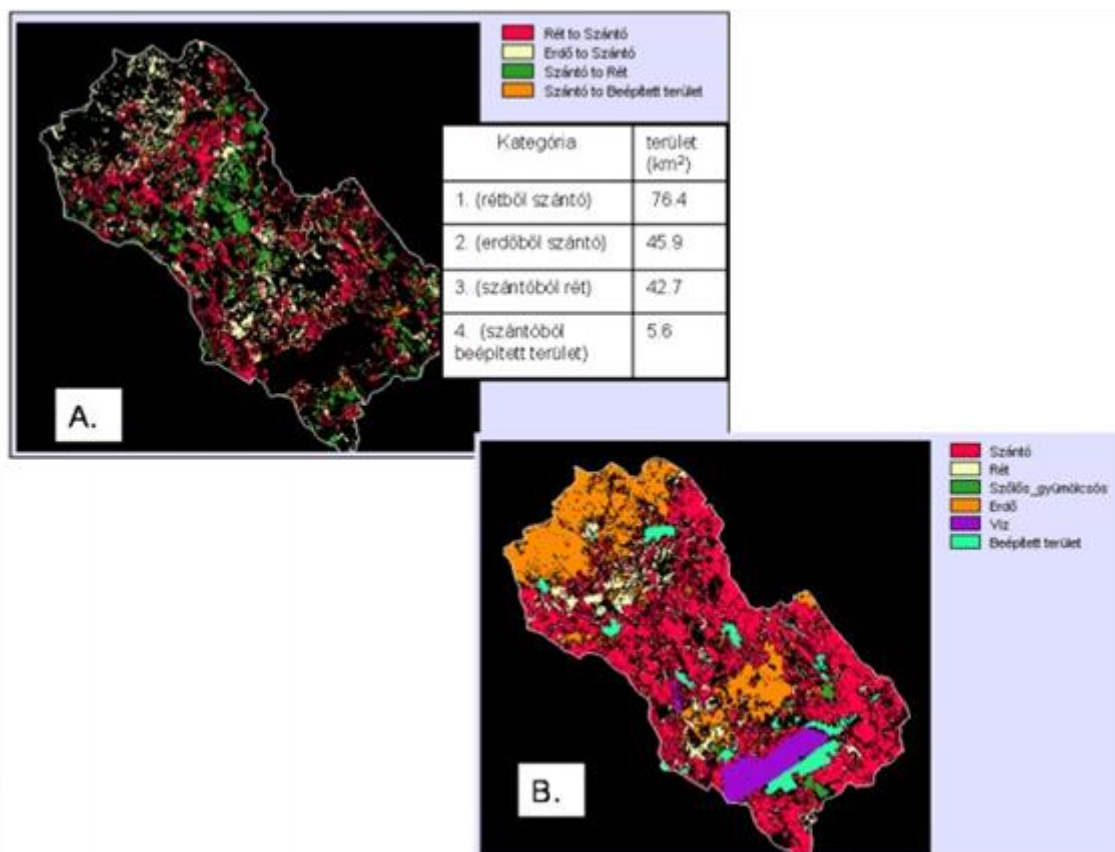 Rét to Szántó
Erdő to Szántó
Szántó to Rét
Szántó to Beépített terület
Kategória
terület
(km²)
1. (rétből szántó)
76.4
2. (erdőből szántó)
45.9
3. (szántóból rét)
42.7
4. (szántóból
beépített terület)
5.6
A.
Szántó
Rét
Szőlős_gyümölcsös
Erdő
Víz
Beépített terület
B.